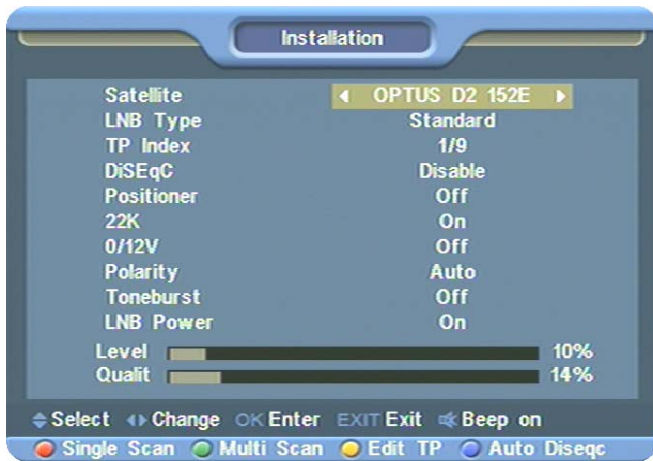 Installation
Satellite OPTUS D2 152E
LNB Type Standard
TP Index 1/9
DiSEqC Disable
Positioner Off
22K On
0/12V Off
Polarity Auto
Toneburst Off
LNB Power On
Level 10%
Qualit 14%
Select Change OK Enter EXIT Exit Beep on
Single Scan Multi Scan Edit TP Auto Diseqc